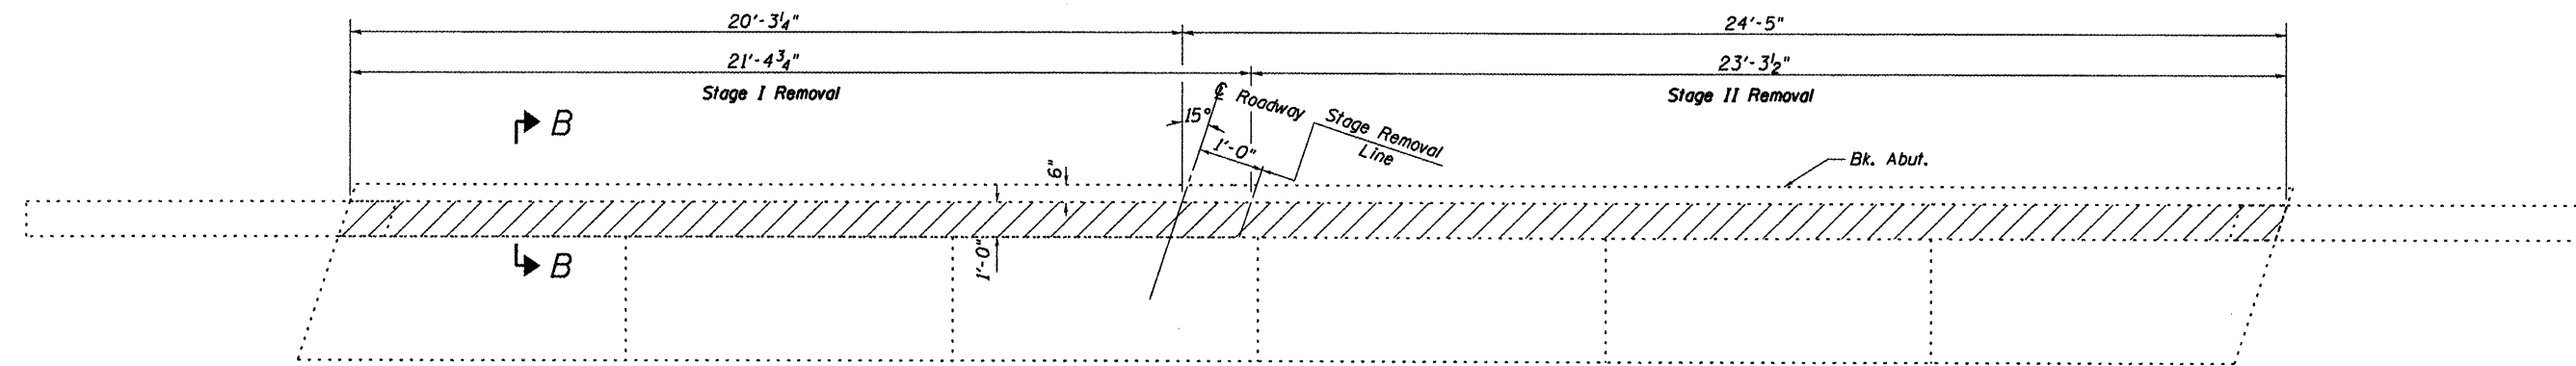 20'-3¼" 24'-5"
21'-4¾" 23'-3½"
Stage I Removal Stage II Removal
B
℄ Roadway
15°
Stage Removal
Line
1'-0"
6"
Bk. Abut.
B
1'-0"